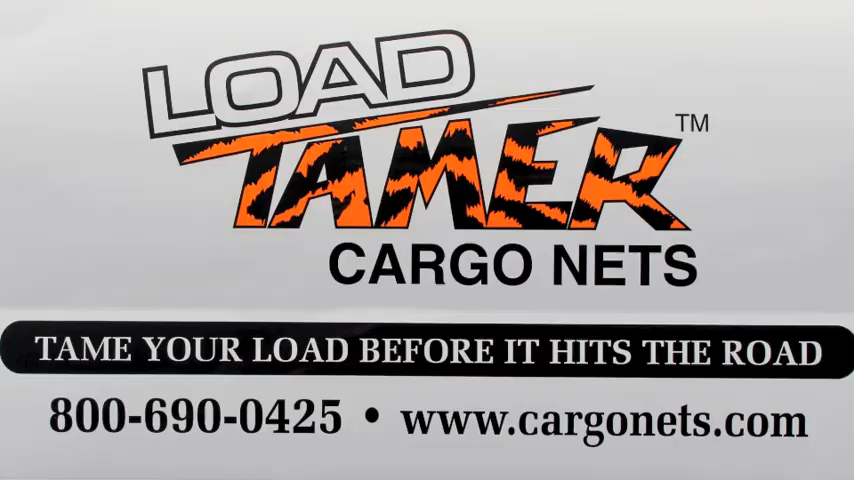 LOAD
TAMER™
CARGO NETS
TAME YOUR LOAD BEFORE IT HITS THE ROAD
800-690-0425 • www.cargonets.com